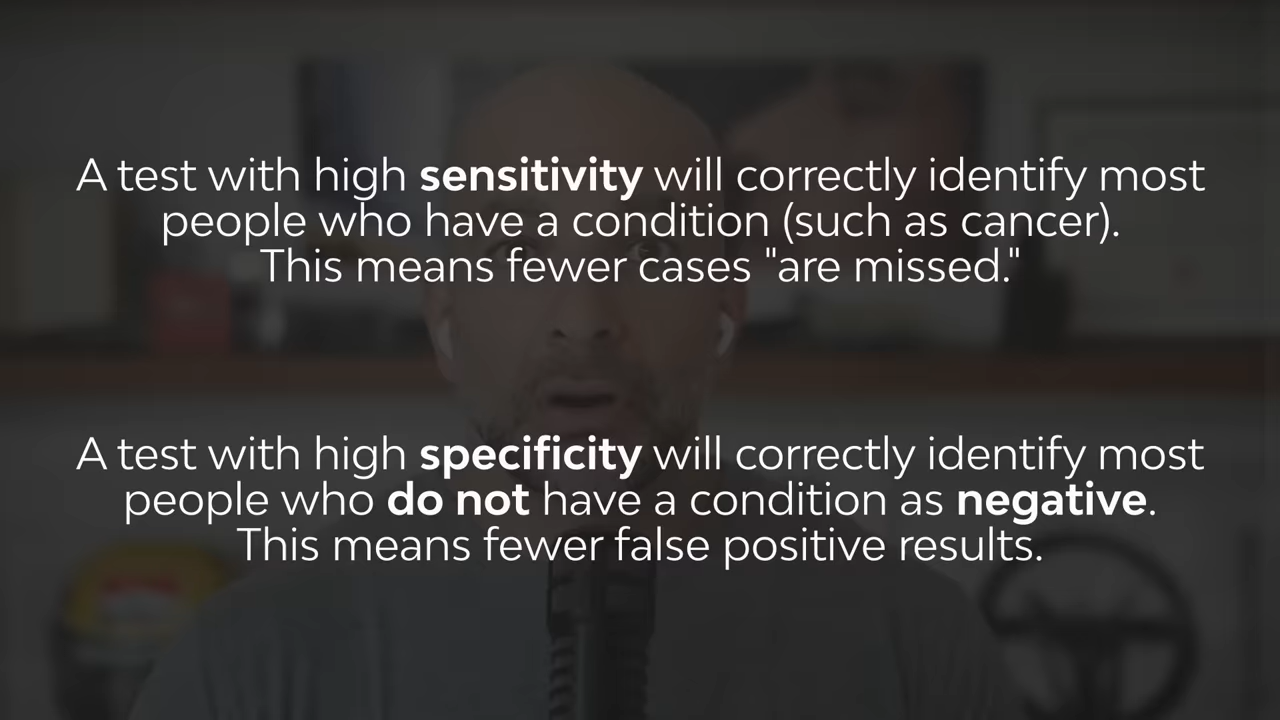 A test with high sensitivity will correctly identify most
people who have a condition (such as cancer).
This means fewer cases "are missed."
A test with high specificity will correctly identify most
people who do not have a condition as negative.
This means fewer false positive results.